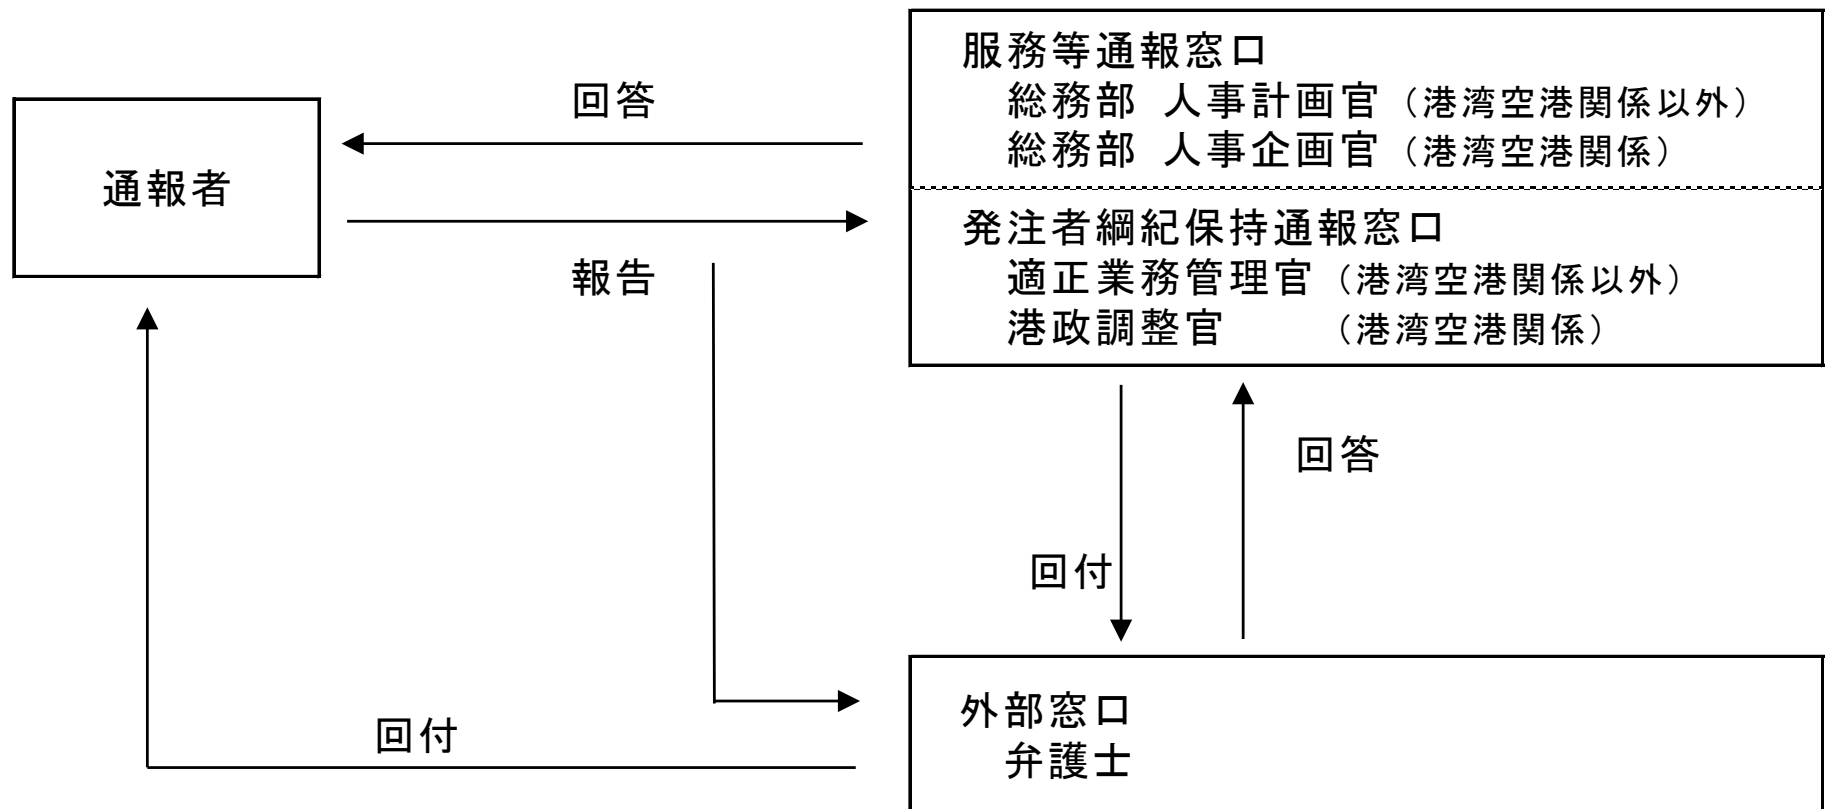 服務等通報窓口
総務部 人事計画官（港湾空港関係以外）
総務部 人事企画官（港湾空港関係）
回答
通報者
発注者綱紀保持通報窓口
適正業務管理官（港湾空港関係以外）
港政調整官 （港湾空港関係）
報告
回答
回付
外部窓口
弁護士
回付